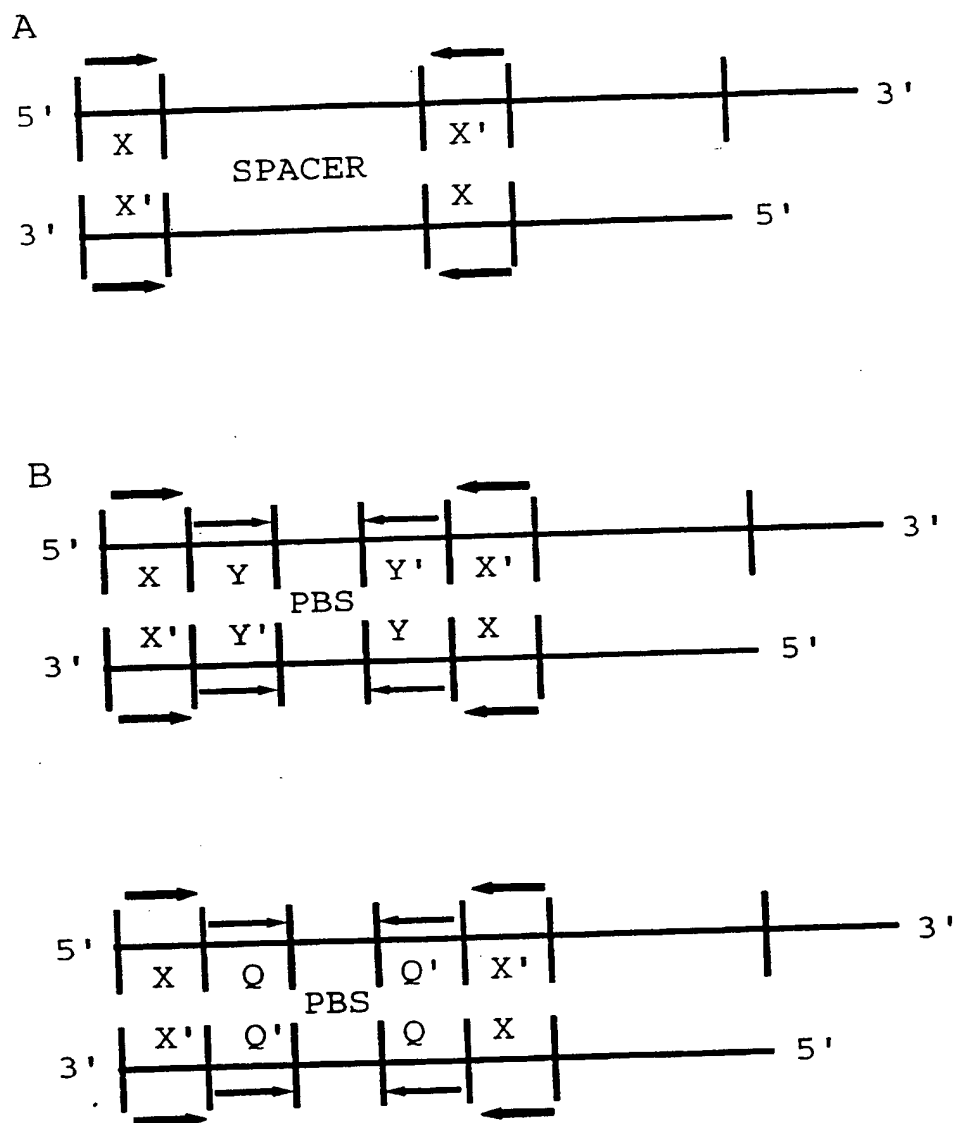 A
5' 3'
X X'
SPACER
X' X
3' 5'
B
5' 3'
X Y Y' X'
PBS
X' Y' Y X
3' 5'
5' 3'
X Q Q' X'
PBS
X' Q' Q X
3' 5'